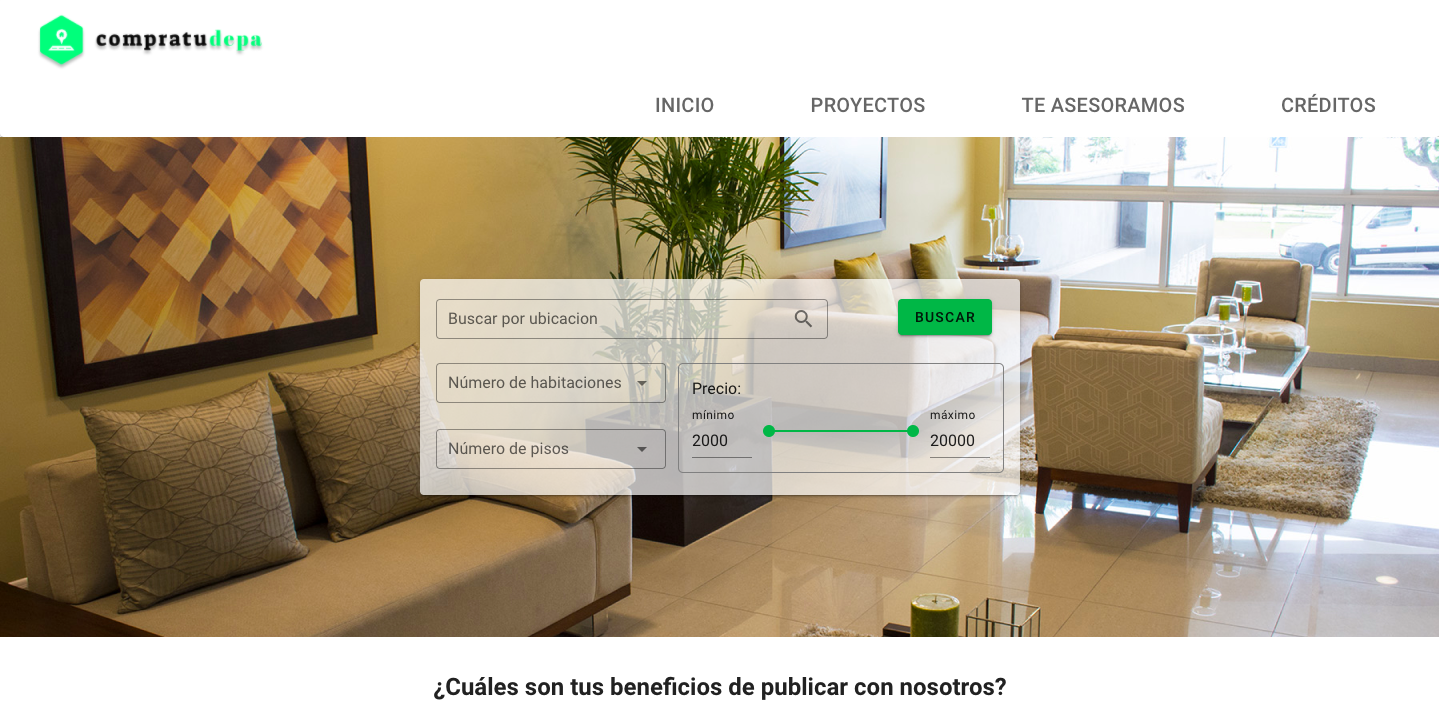 compratudepa
INICIO PROYECTOS TE ASESORAMOS CRÉDITOS
Buscar por ubicacion
BUSCAR
Número de habitaciones
Número de pisos
Precio:
mínimo máximo
2000 20000
¿Cuáles son tus beneficios de publicar con nosotros?